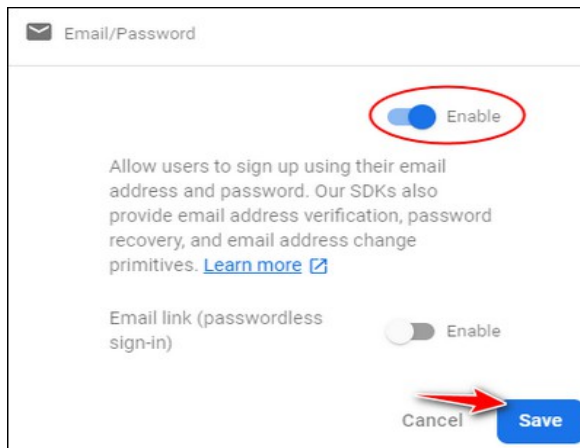 Email/Password
Enable
Allow users to sign up using their email
address and password. Our SDKs also
provide email address verification, password
recovery, and email address change
primitives. Learn more
Email link (passwordless
sign-in)
Enable
Cancel
Save